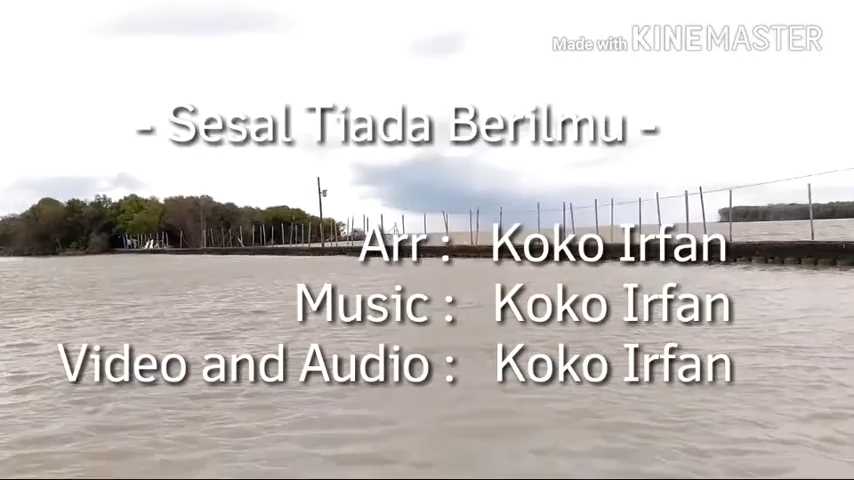 Made with KINEMASTER
- Sesal Tiada Berilmu -
Arr : Koko Irfan
Music : Koko Irfan
Video and Audio : Koko Irfan